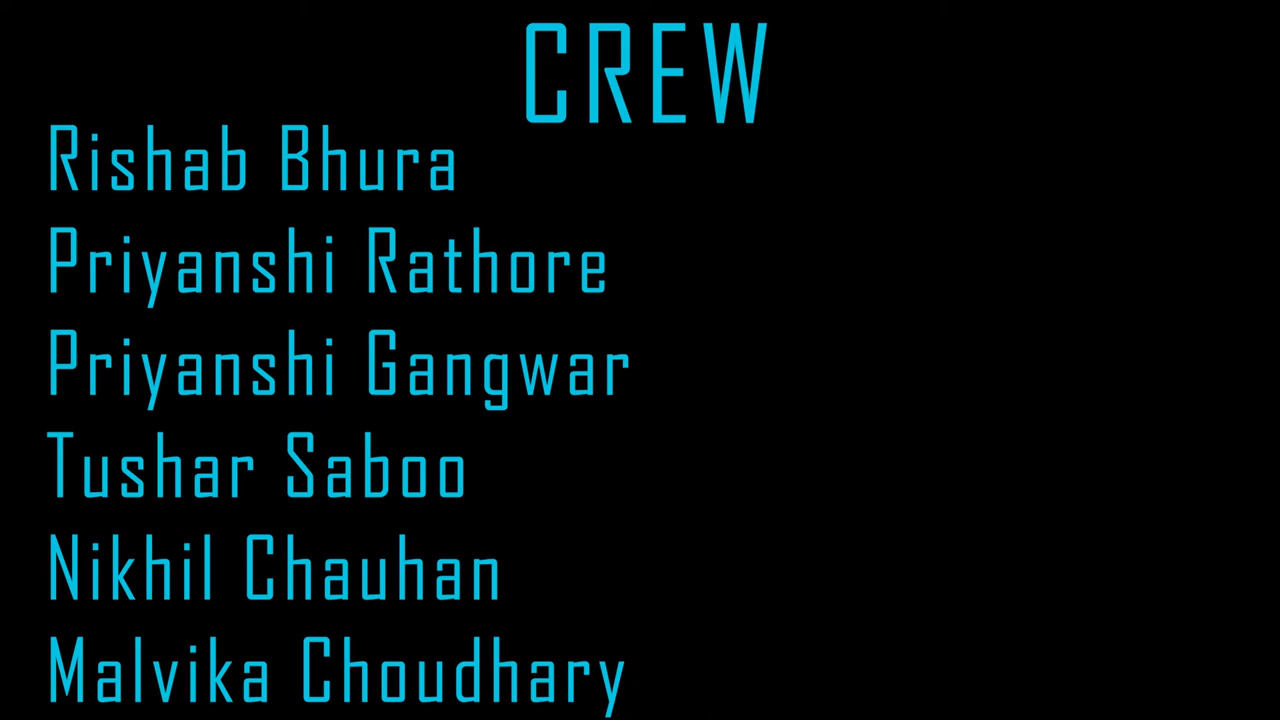 CREW
Rishab Bhura
Priyanshi Rathore
Priyanshi Gangwar
Tushar Saboo
Nikhil Chauhan
Malvika Choudhary